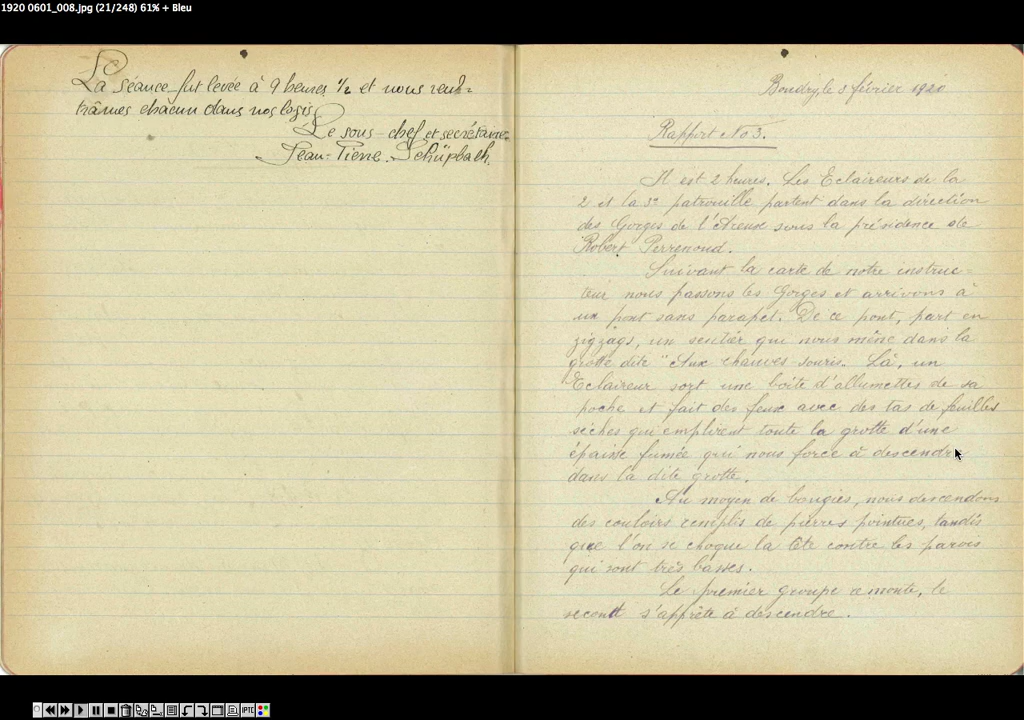 1920 0601_008.jpg (21/248) 61% + Bleu
La séance fut levée à 9 heures ½ et nous ren-
trâmes chacun dans nos logis.
Le sous-chef et secrétaire.
Jean-Pierre Schüpbach.
Boudry, le 3 février 1920
Rapport No 3.
Il est 2 heures. Les Eclaireurs de la
2 et la 3e patrouille partent dans la direction
des Gorges de l'Areuse sous la présidence de
Robert Perrenoud.
Suivant la carte de notre instruc=
teur nous passons les Gorges et arrivons à
un pont sans parapet. De ce pont, part en
zigzags, un sentier qui nous mène dans la
grotte dite "Aux chauves-souris. Là, un
Eclaireur sort une boîte d'allumettes de sa
poche et fait des feux avec des tas de feuilles
sèches qui emplirent toute la grotte d'une
épaisse fumée qui nous force à descendre
dans la dite grotte.
Au moyen de bougies, nous descendons
des couloirs remplis de pierres pointues, tandis
que l'on se choque la tête contre les parois
qui sont très basses.
Le premier groupe remonte, le
second s'apprête à descendre.
IPTC